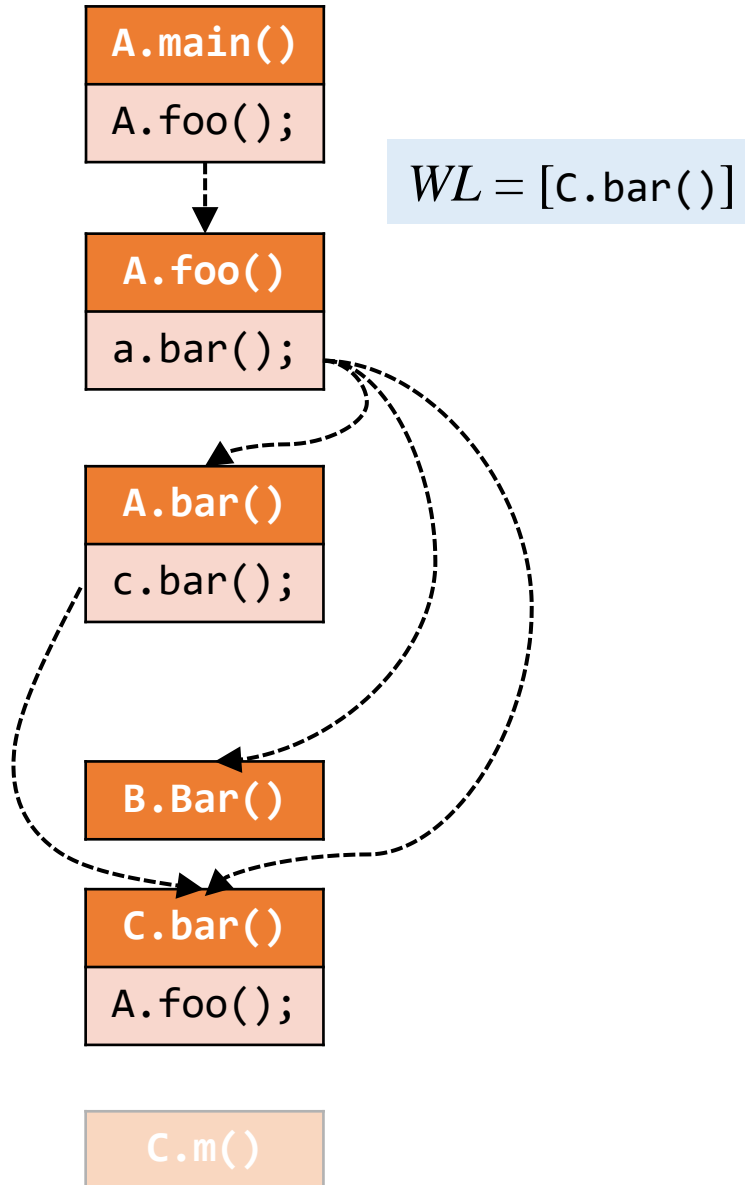 A.main()
A.foo();
WL = [C.bar()]
A.foo()
a.bar();
A.bar()
c.bar();
B.Bar()
C.bar()
A.foo();
C.m()